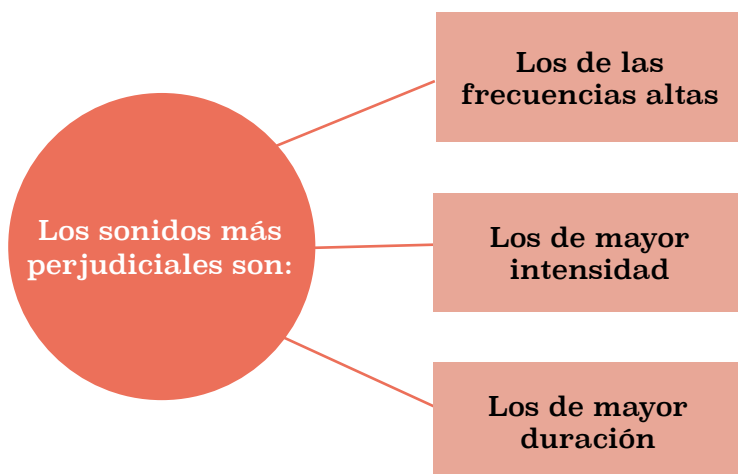 Los sonidos más
perjudiciales son:
Los de las
frecuencias altas
Los de mayor
intensidad
Los de mayor
duración